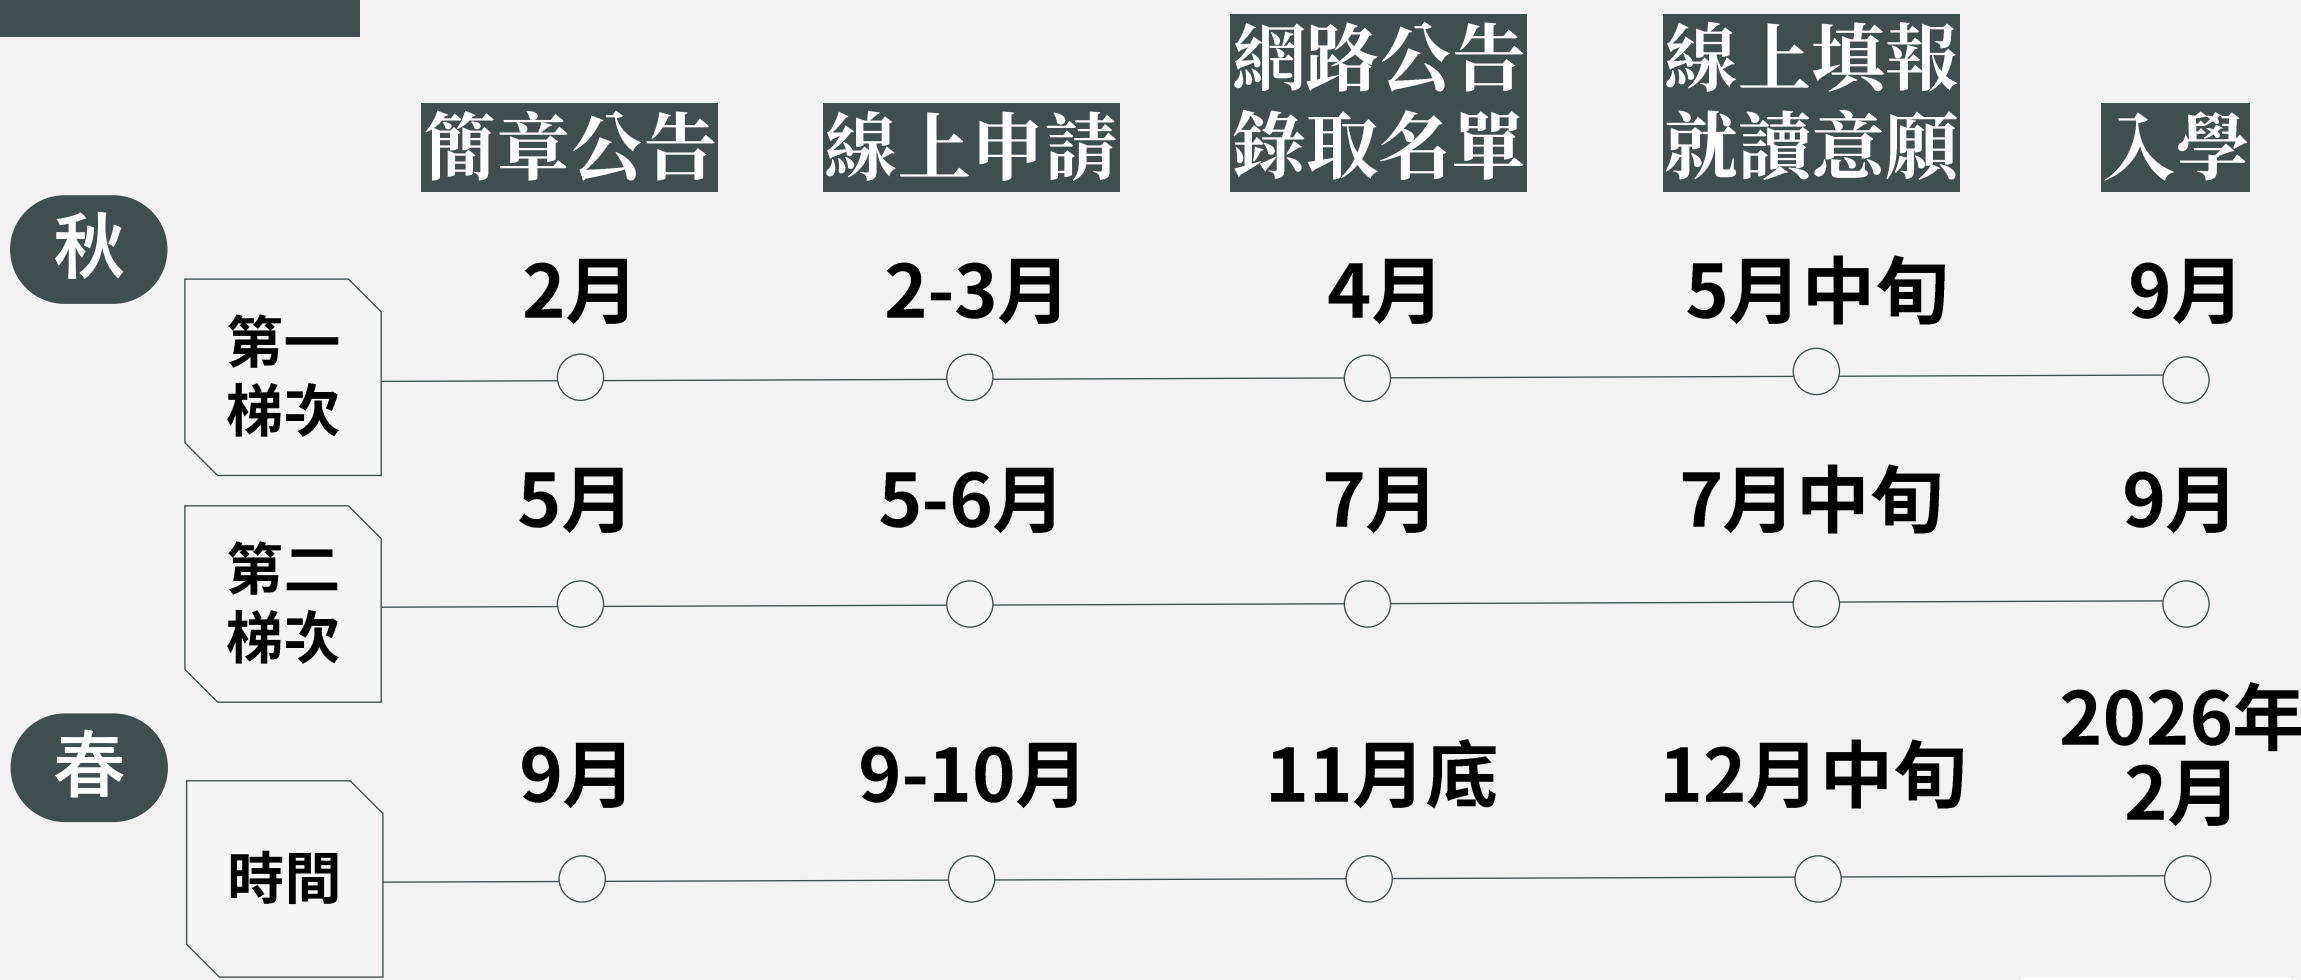 簡章公告
線上申請
網路公告
錄取名單
線上填報
就讀意願
入學
秋
第一
梯次
2月
2-3月
4月
5月中旬
9月
第二
梯次
5月
5-6月
7月
7月中旬
9月
春
時間
9月
9-10月
11月底
12月中旬
2026年
2月